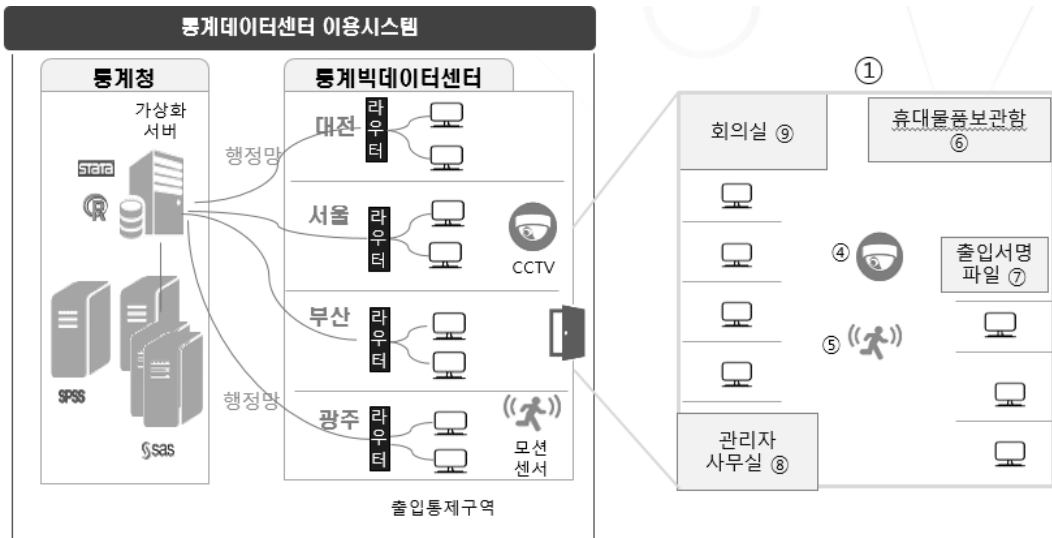 통계데이터센터 이용시스템
통계청
통계빅데이터센터
가상화
서버
STATA
R
SPSS
sas
행정망
행정망
대전
라우터
서울
라우터
부산
라우터
광주
라우터
CCTV
모션
센서
출입통제구역
①
회의실 ⑨
휴대물품보관함
⑥
④
출입서명
파일 ⑦
⑤
관리자
사무실 ⑧